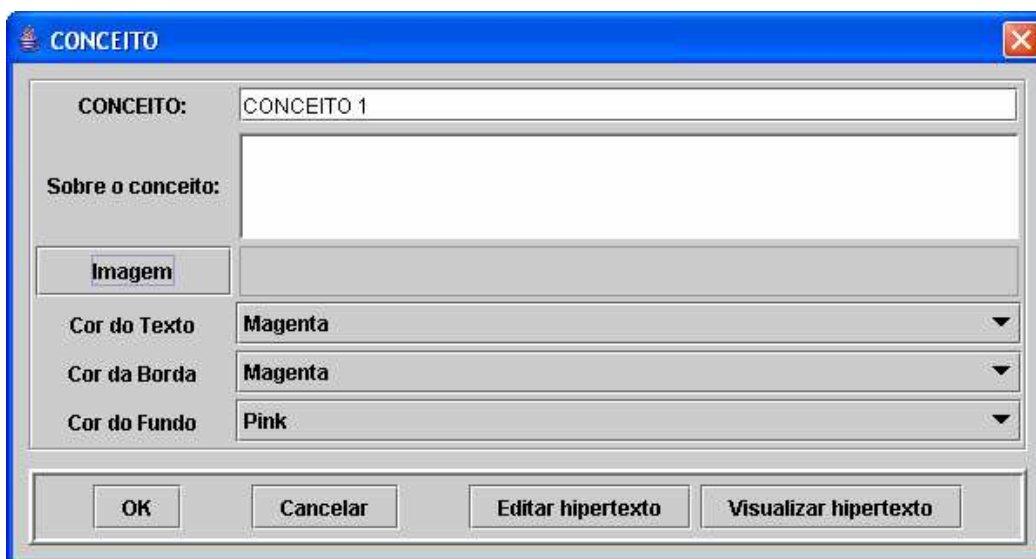 CONCEITO
CONCEITO: CONCEITO 1
Sobre o conceito:
Imagem
Cor do Texto Magenta
Cor da Borda Magenta
Cor do Fundo Pink
OK Cancelar Editar hipertexto Visualizar hipertexto